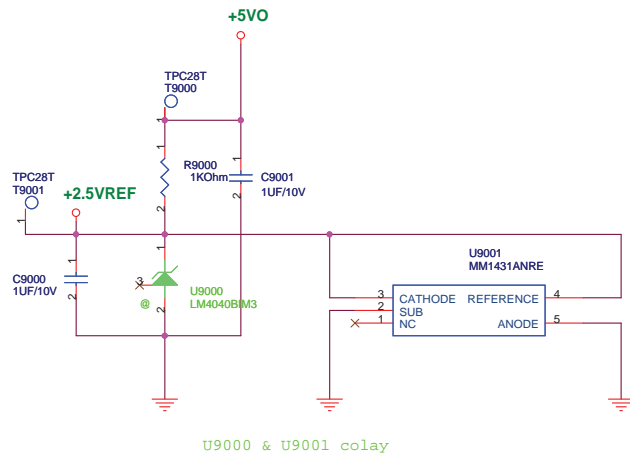 +5VO
TPC28T
T9000
1
1
R9000
1KOhm
2
1
C9001
1UF/10V
2
TPC28T
T9001
1
+2.5VREF
1
C9000
1UF/10V
2
1
3
U9000
@
LM4040BIM3
2
U9001
MM1431ANRE
3 CATHODE REFERENCE 4
2 SUB
1 NC ANODE 5
U9000 & U9001 colay